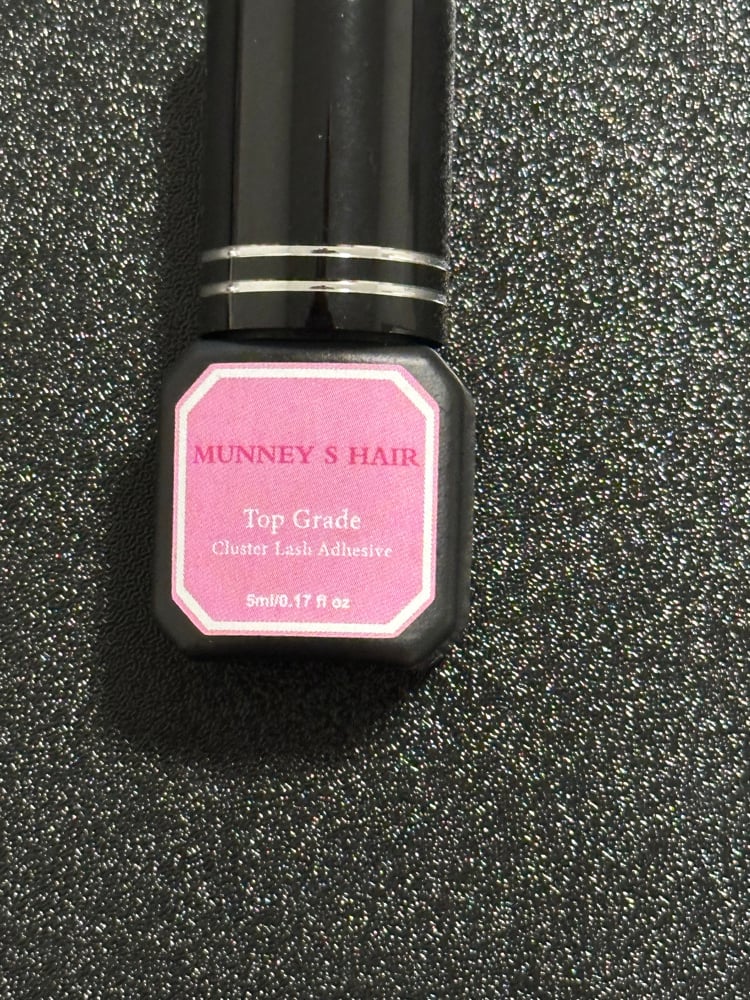 MUNNEY S HAIR
Top Grade
Cluster Lash Adhesive
5ml/0.17 fl oz